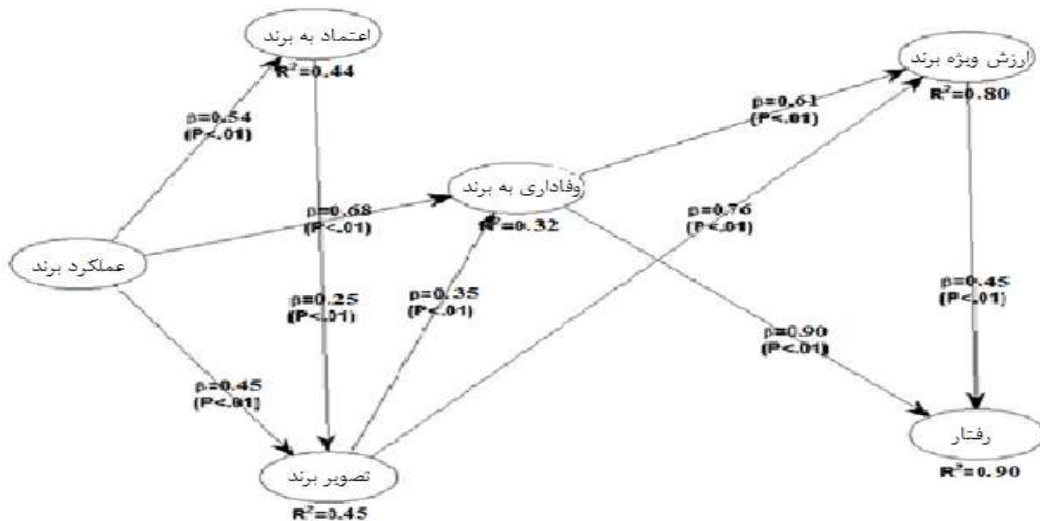 اعتماد به برند
R²=0.44
ارزش ویژه برند
R²=0.80
β=0.54
(P<.01)
β=0.61
(P<.01)
وفاداری به برند
R²=0.32
β=0.68
(P<.01)
β=0.76
(P<.01)
عملکرد برند
β=0.25
(P<.01)
β=0.35
(P<.01)
β=0.45
(P<.01)
β=0.90
(P<.01)
β=0.45
(P<.01)
رفتار
R²=0.90
تصویر برند
R²=0.45